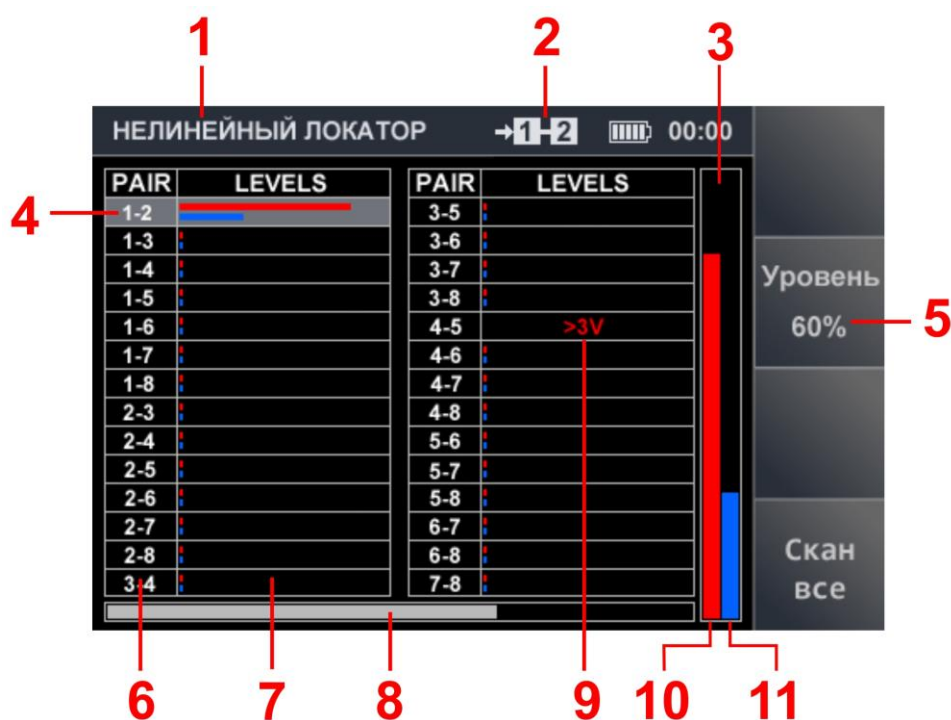 1 2 3
НЕЛИНЕЙНЫЙ ЛОКАТОР →1-2 00:00
PAIR LEVELS PAIR LEVELS
4 1-2 3-5
1-3 3-6
1-4 3-7
Уровень
1-5 3-8
1-6 4-5 >3V 60% 5
1-7 4-6
1-8 4-7
2-3 4-8
2-4 5-6
2-5 5-7
2-6 5-8
2-7 6-7
2-8 6-8
Скан
3-4 7-8
все
6 7 8 9 10 11